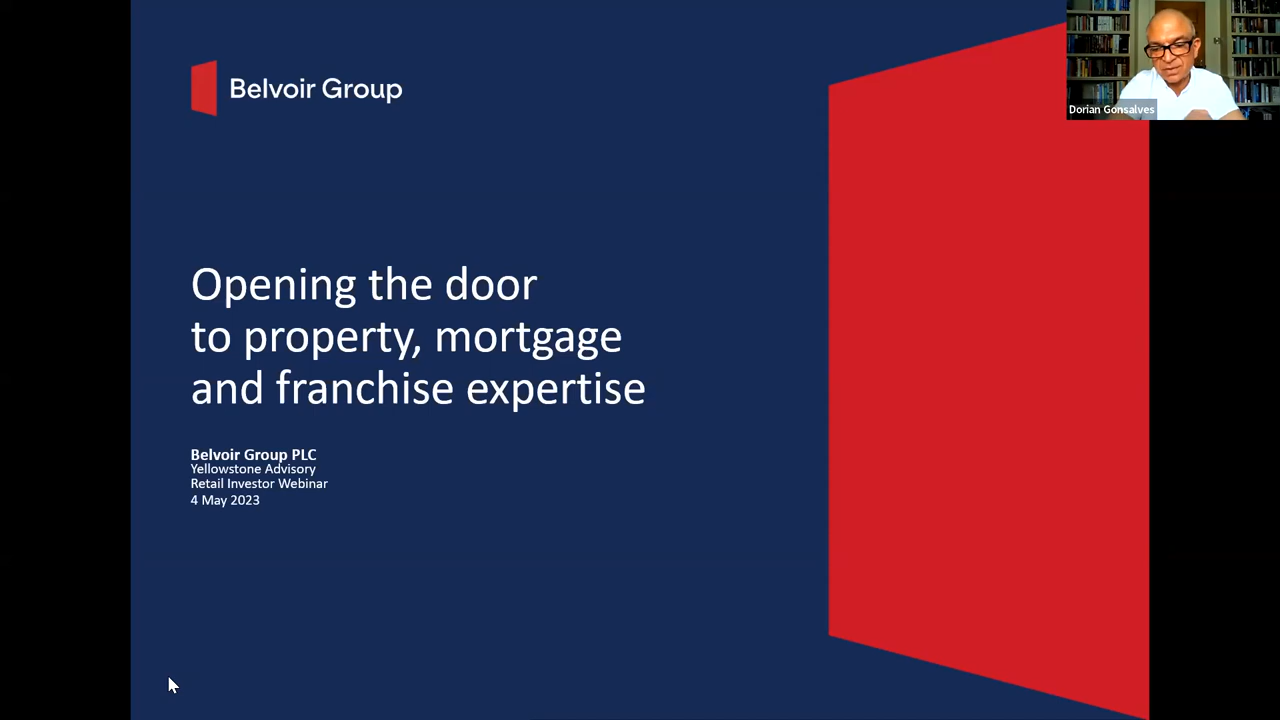 Belvoir Group
Dorian Gonsalves
Opening the door
to property, mortgage
and franchise expertise
Belvoir Group PLC
Yellowstone Advisory
Retail Investor Webinar
4 May 2023